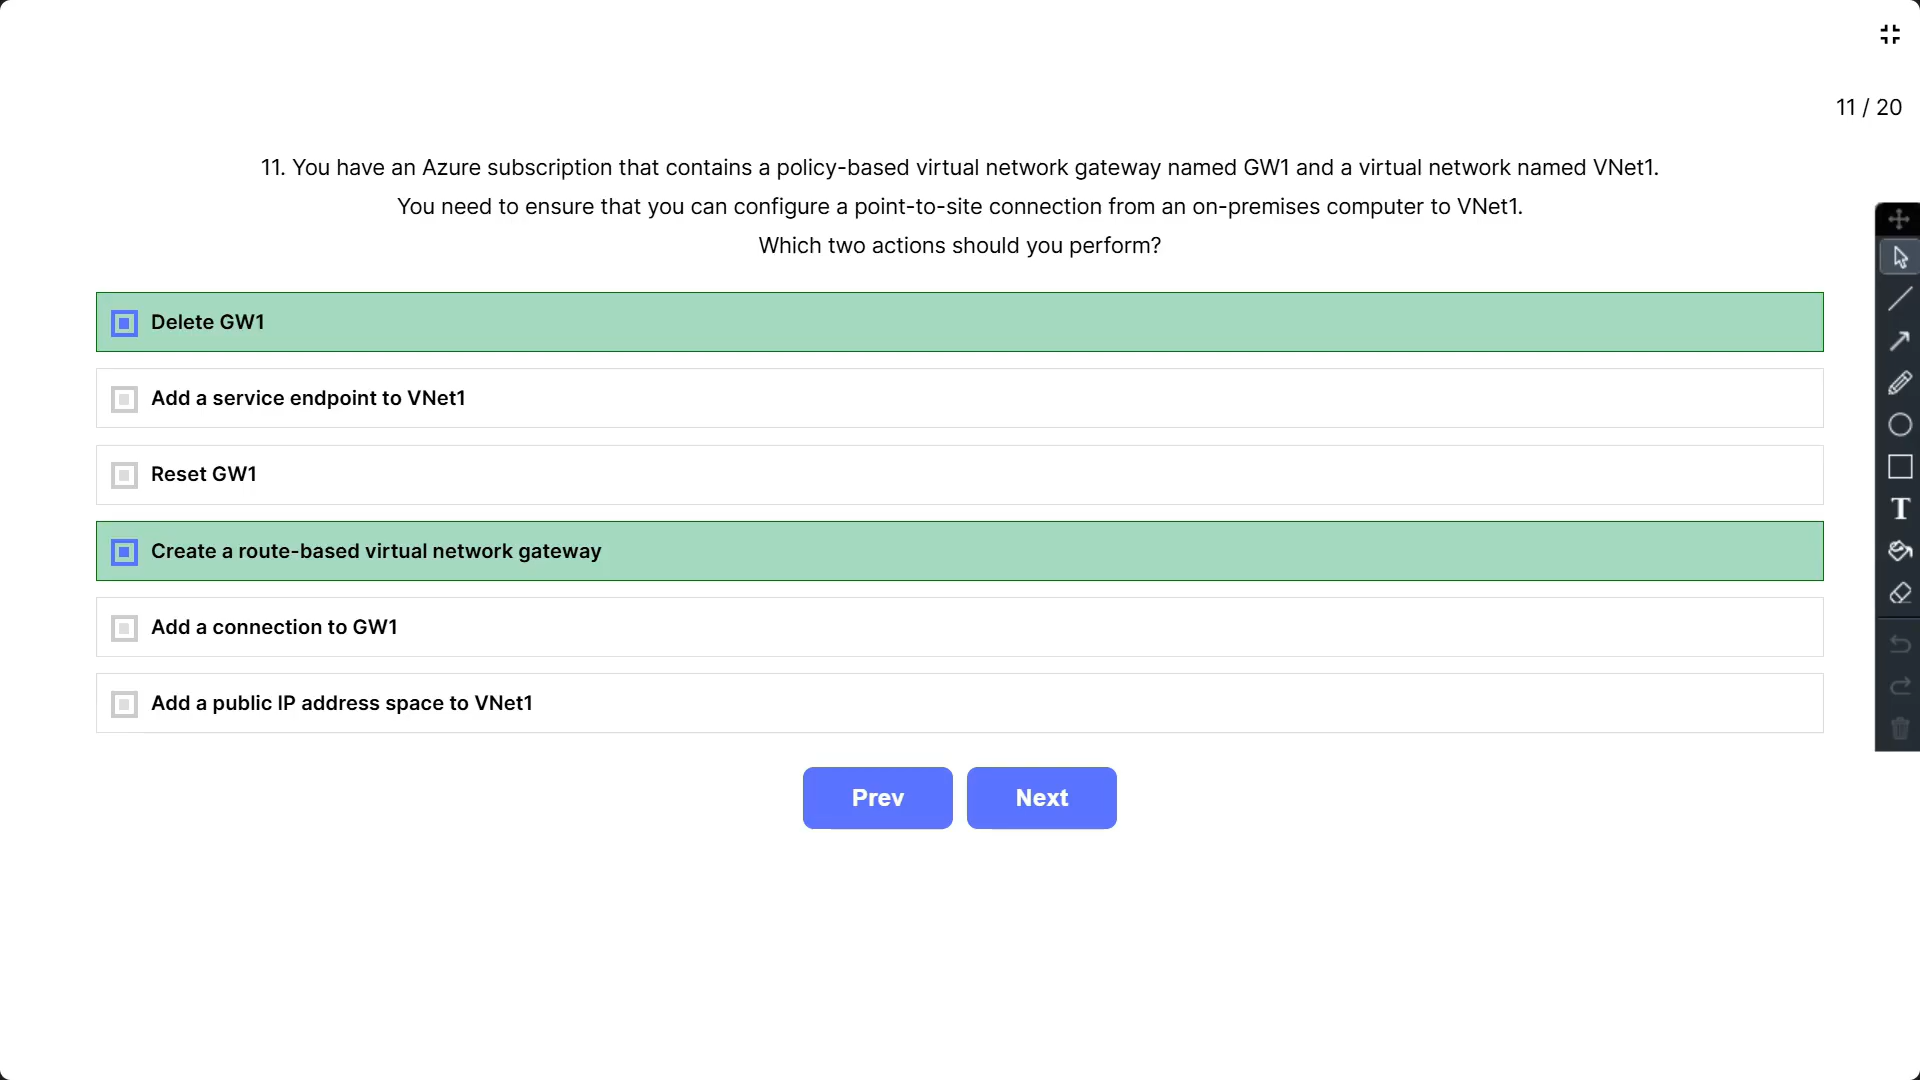 11 / 20
11. You have an Azure subscription that contains a policy-based virtual network gateway named GW1 and a virtual network named VNet1.
You need to ensure that you can configure a point-to-site connection from an on-premises computer to VNet1.
Which two actions should you perform?
Delete GW1
Add a service endpoint to VNet1
Reset GW1
Create a route-based virtual network gateway
Add a connection to GW1
Add a public IP address space to VNet1
Prev Next
T